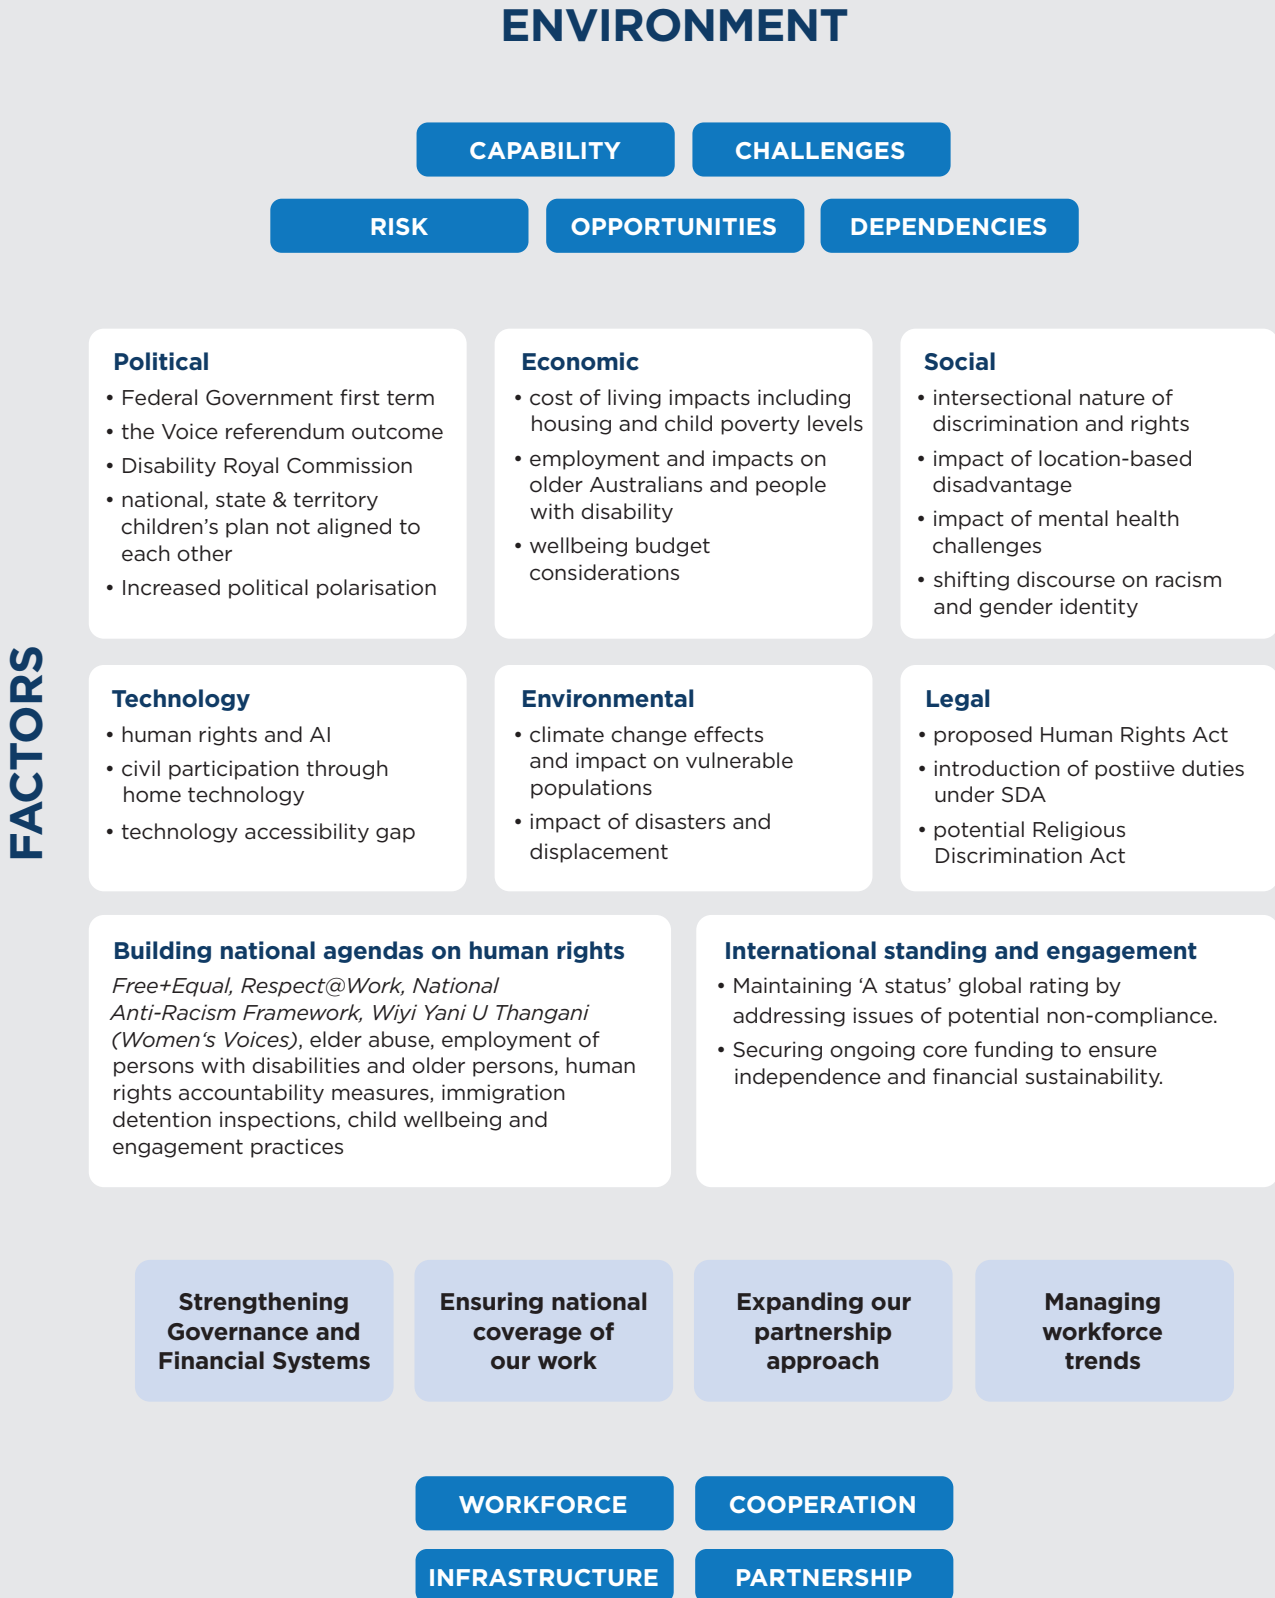 ENVIRONMENT
CAPABILITY
CHALLENGES
RISK
OPPORTUNITIES
DEPENDENCIES
FACTORS
Political
• Federal Government first term
• the Voice referendum outcome
• Disability Royal Commission
• national, state & territory
children’s plan not aligned to
each other
• Increased political polarisation
Economic
• cost of living impacts including
housing and child poverty levels
• employment and impacts on
older Australians and people
with disability
• wellbeing budget
considerations
Social
• intersectional nature of
discrimination and rights
• impact of location-based
disadvantage
• impact of mental health
challenges
• shifting discourse on racism
and gender identity
Technology
• human rights and AI
• civil participation through
home technology
• technology accessibility gap
Environmental
• climate change effects
and impact on vulnerable
populations
• impact of disasters and
displacement
Legal
• proposed Human Rights Act
• introduction of postiive duties
under SDA
• potential Religious
Discrimination Act
Building national agendas on human rights
Free+Equal, Respect@Work, National
Anti-Racism Framework, Wiyi Yani U Thangani
(Women‘s Voices), elder abuse, employment of
persons with disabilities and older persons, human
rights accountability measures, immigration
detention inspections, child wellbeing and
engagement practices
International standing and engagement
• Maintaining ‘A status’ global rating by
addressing issues of potential non-compliance.
• Securing ongoing core funding to ensure
independence and financial sustainability.
Strengthening
Governance and
Financial Systems
Ensuring national
coverage of
our work
Expanding our
partnership
approach
Managing
workforce
trends
WORKFORCE
COOPERATION
INFRASTRUCTURE
PARTNERSHIP